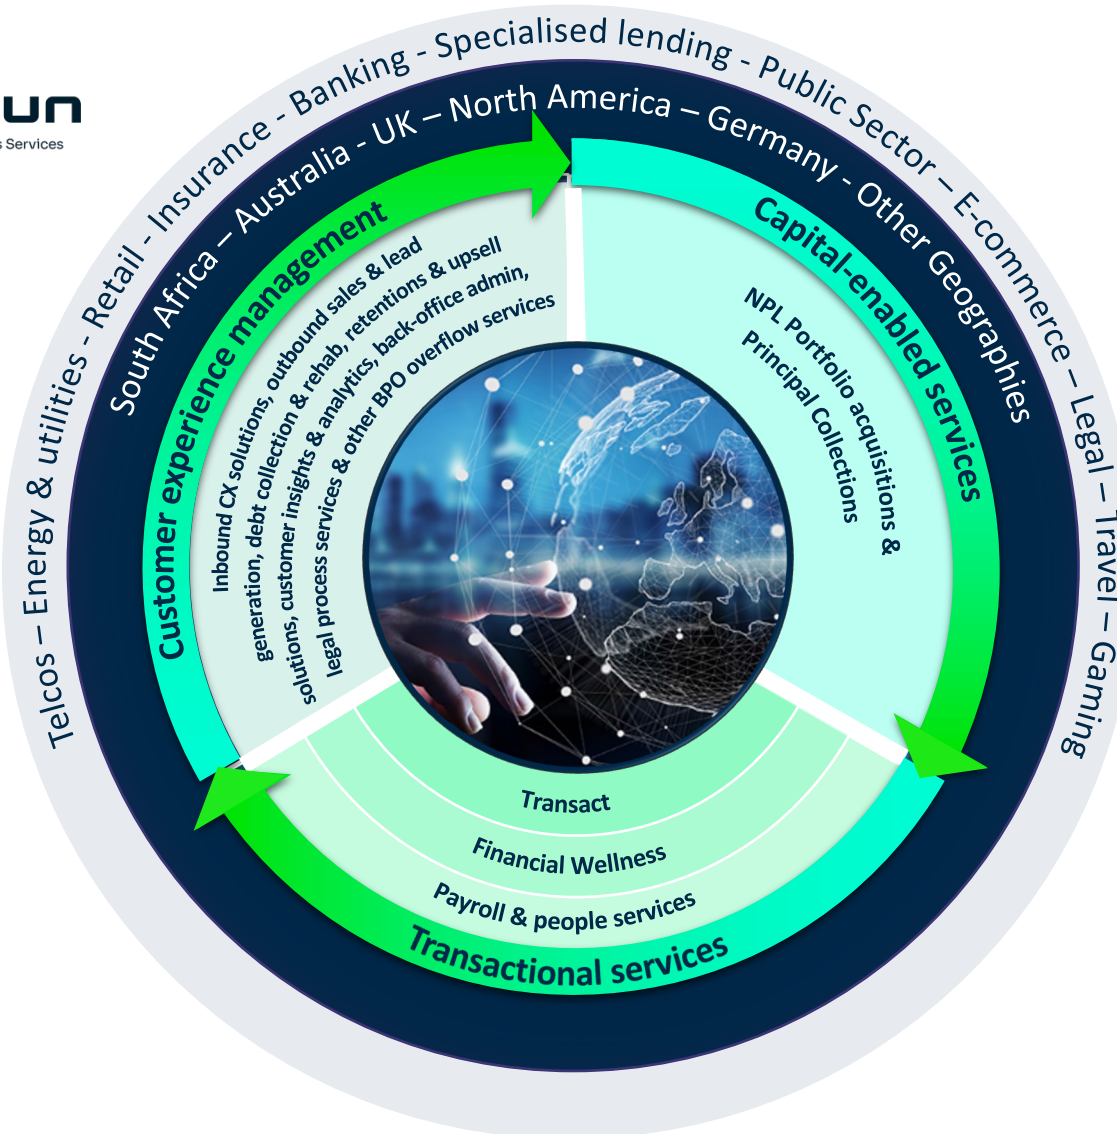 un
s Services
Telcos – Energy & utilities - Retail - Insurance - Banking - Specialised lending - Public Sector – E-commerce – Legal – Travel – Gaming
South Africa – Australia - UK – North America – Germany - Other Geographies
Customer experience management
Inbound CX solutions, outbound sales & lead
generation, debt collection & rehab, retentions & upsell
solutions, customer insights & analytics, back-office admin,
legal process services & other BPO overflow services
Capital-enabled services
NPL Portfolio acquisitions &
Principal Collections
Transact
Financial Wellness
Payroll & people services
Transactional services